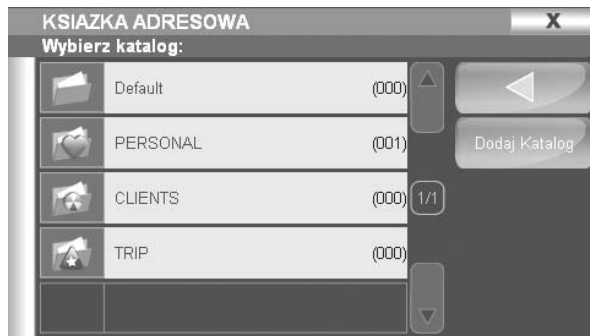 KSIAZKA ADRESOWA
X
Wybierz katalog:
Default (000)
PERSONAL (001)
Dodaj Katalog
CLIENTS (000)
1/1
TRIP (000)